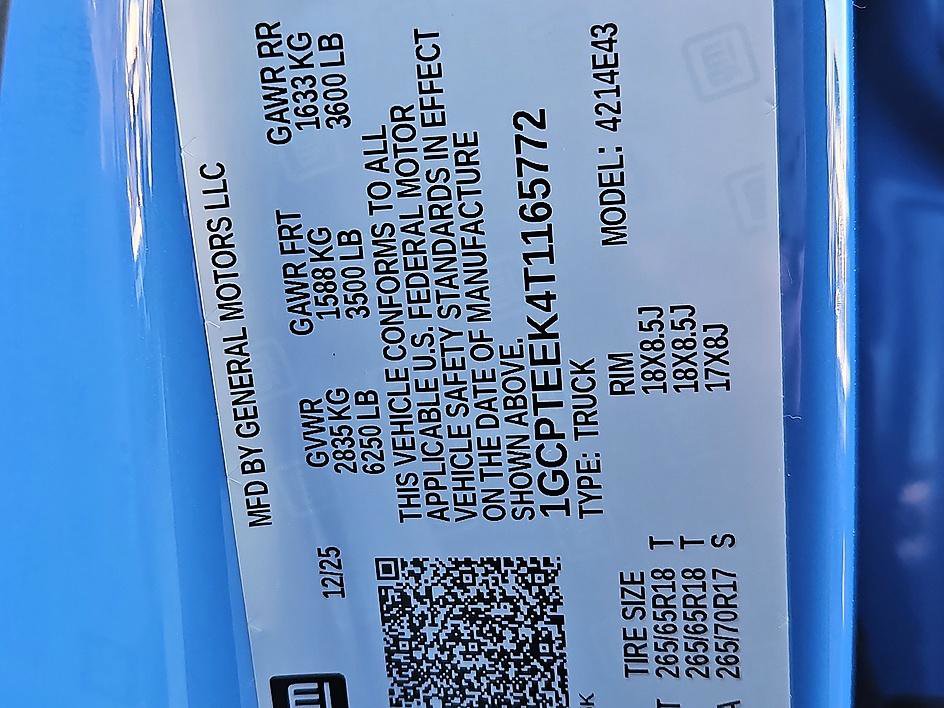 MFD BY GENERAL MOTORS LLC
12/25
GVWR GAWR FRT GAWR RR
2835 KG 1588 KG 1633 KG
6250 LB 3500 LB 3600 LB
THIS VEHICLE CONFORMS TO ALL
APPLICABLE U.S. FEDERAL MOTOR
VEHICLE SAFETY STANDARDS IN EFFECT
ON THE DATE OF MANUFACTURE
SHOWN ABOVE.
1GCPTEEK4T1165772
TYPE: TRUCK MODEL: 4214E43
TIRE SIZE RIM
265/65R18 T 18X8.5J
265/65R18 T 18X8.5J
265/70R17 S 17X8J